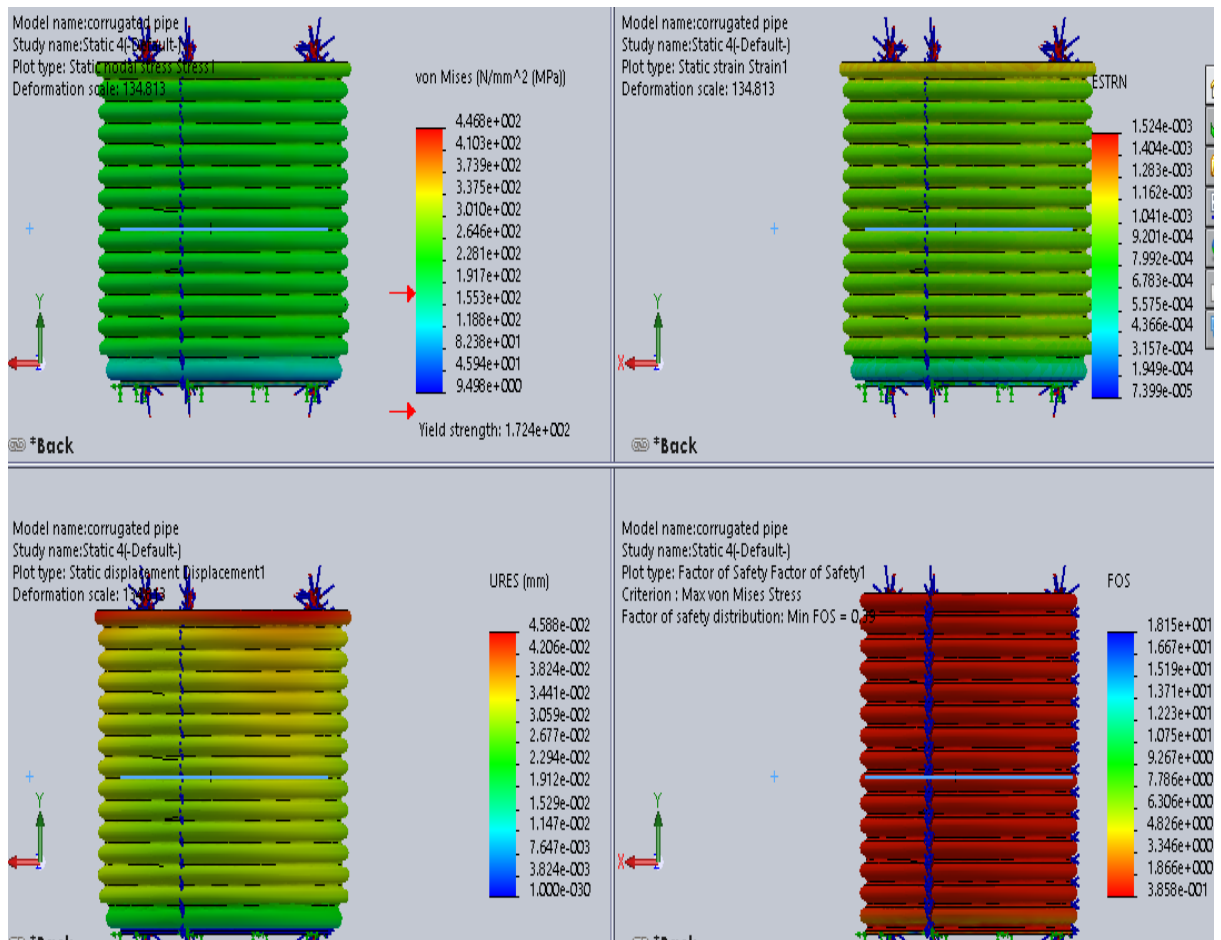 Model name:corrugated pipe
Study name:Static 4(-Default-)
Plot type: Static nodal stress Stress1
Deformation scale: 134.813
von Mises (N/mm^2 (MPa))
4.468e+002
4.103e+002
3.739e+002
3.375e+002
3.010e+002
2.646e+002
2.281e+002
1.917e+002
1.553e+002
1.188e+002
8.238e+001
4.594e+001
9.498e+000
Yield strength: 1.724e+002
Y
*Back
Model name:corrugated pipe
Study name:Static 4(-Default-)
Plot type: Static strain Strain1
Deformation scale: 134.813
ESTRN
1.524e-003
1.404e-003
1.283e-003
1.162e-003
1.041e-003
9.201e-004
7.992e-004
6.783e-004
5.575e-004
4.366e-004
3.157e-004
1.949e-004
7.399e-005
Y
X
*Back
Model name:corrugated pipe
Study name:Static 4(-Default-)
Plot type: Static displacement Displacement1
Deformation scale: 134.813
URES (mm)
4.588e-002
4.206e-002
3.824e-002
3.441e-002
3.059e-002
2.677e-002
2.294e-002
1.912e-002
1.529e-002
1.147e-002
7.647e-003
3.824e-003
1.000e-030
Y
Model name:corrugated pipe
Study name:Static 4(-Default-)
Plot type: Factor of Safety Factor of Safety1
Criterion : Max von Mises Stress
Factor of safety distribution: Min FOS = 0.39
FOS
1.815e+001
1.667e+001
1.519e+001
1.371e+001
1.223e+001
1.075e+001
9.267e+000
7.786e+000
6.306e+000
4.826e+000
3.346e+000
1.866e+000
3.858e-001
Y
X